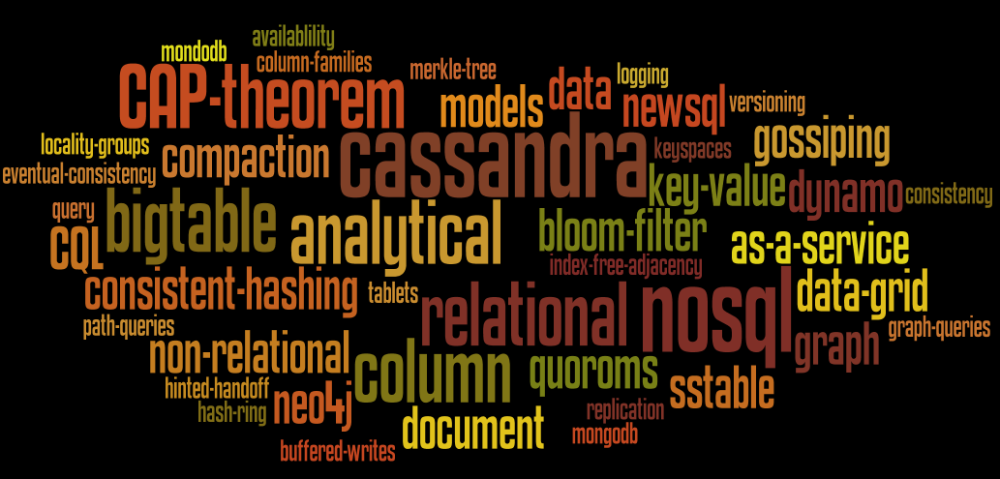 availablility
mondodb
column-families
merkle-tree
logging
CAP-theorem
models
data
newsql
versioning
locality-groups
compaction
cassandra
keyspaces
gossiping
eventual-consistency
key-value
dynamo
consistency
query
bigtable
analytical
bloom-filter
as-a-service
CQL
index-free-adjacency
consistent-hashing
tablets
relational
nosql
data-grid
path-queries
graph-queries
non-relational
graph
column
quoroms
sstable
hinted-handoff
neo4j
hash-ring
replication
document
mongodb
buffered-writes